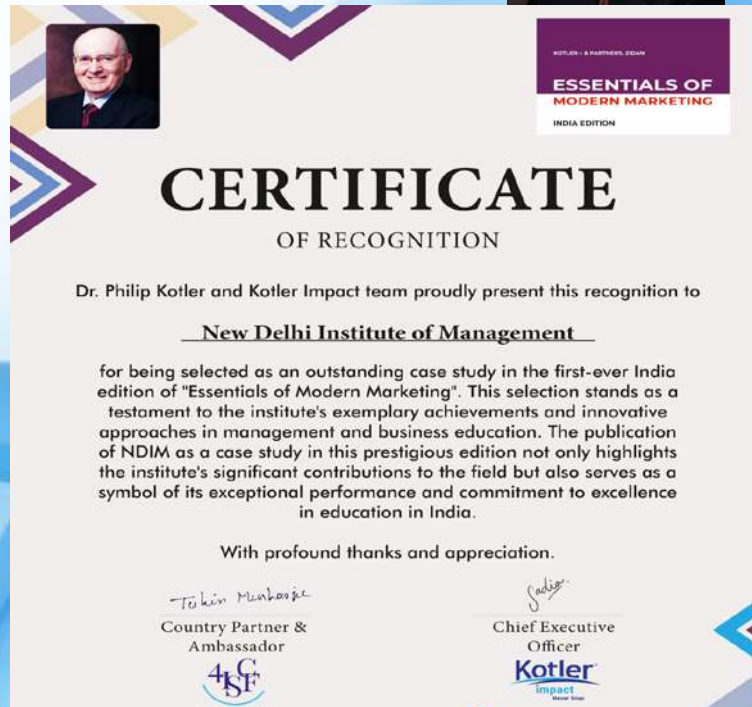 KOTLER & PARTNERS, ZIDAN
ESSENTIALS OF
MODERN MARKETING
INDIA EDITION
CERTIFICATE
OF RECOGNITION
Dr. Philip Kotler and Kotler Impact team proudly present this recognition to
New Delhi Institute of Management
for being selected as an outstanding case study in the first-ever India
edition of "Essentials of Modern Marketing". This selection stands as a
testament to the institute's exemplary achievements and innovative
approaches in management and business education. The publication
of NDIM as a case study in this prestigious edition not only highlights
the institute's significant contributions to the field but also serves as a
symbol of its exceptional performance and commitment to excellence
in education in India.
With profound thanks and appreciation.
Sadia
Country Partner &
Ambassador
Chief Executive
Officer
Kotler
impact
Never Stop